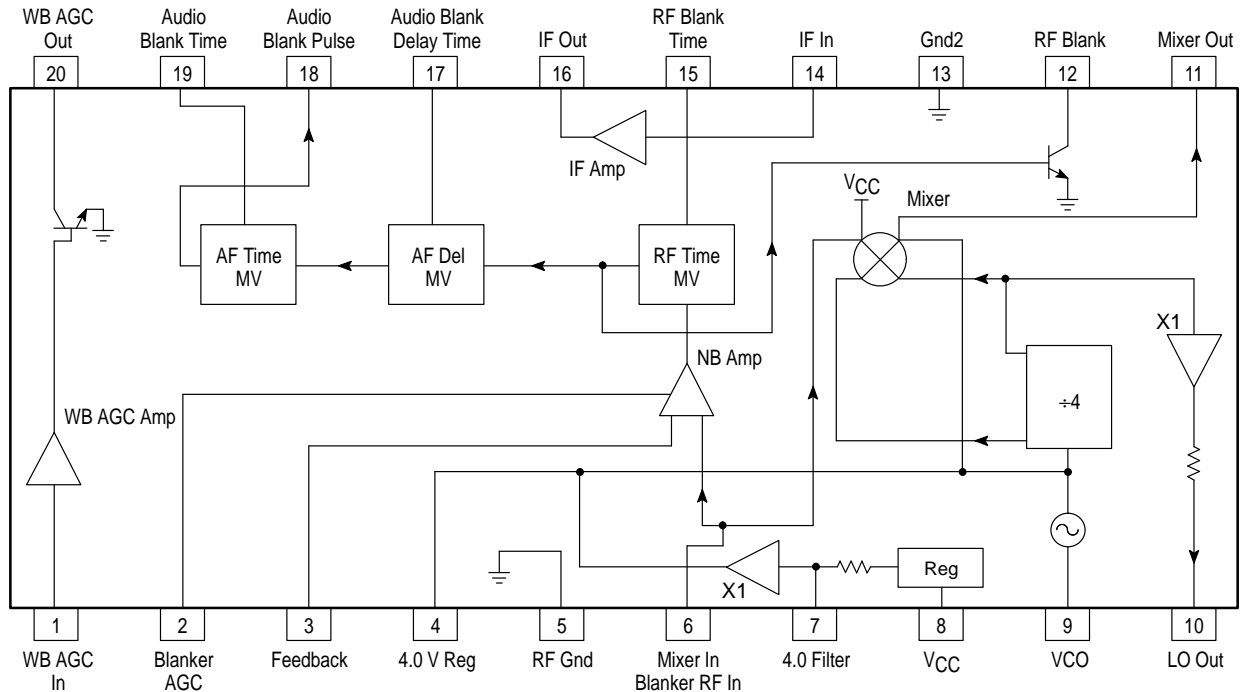 WB AGC
Out
Audio
Blank Time
Audio
Blank Pulse
Audio Blank
Delay Time
IF Out
RF Blank
Time
IF In
Gnd2
RF Blank
Mixer Out
20
19
18
17
16
15
14
13
12
11
IF Amp
VCC
Mixer
AF Time
MV
AF Del
MV
RF Time
MV
X1
NB Amp
÷4
WB AGC Amp
X1
Reg
1
2
3
4
5
6
7
8
9
10
WB AGC
In
Blanker
AGC
Feedback
4.0 V Reg
RF Gnd
Mixer In
Blanker RF In
4.0 Filter
VCC
VCO
LO Out